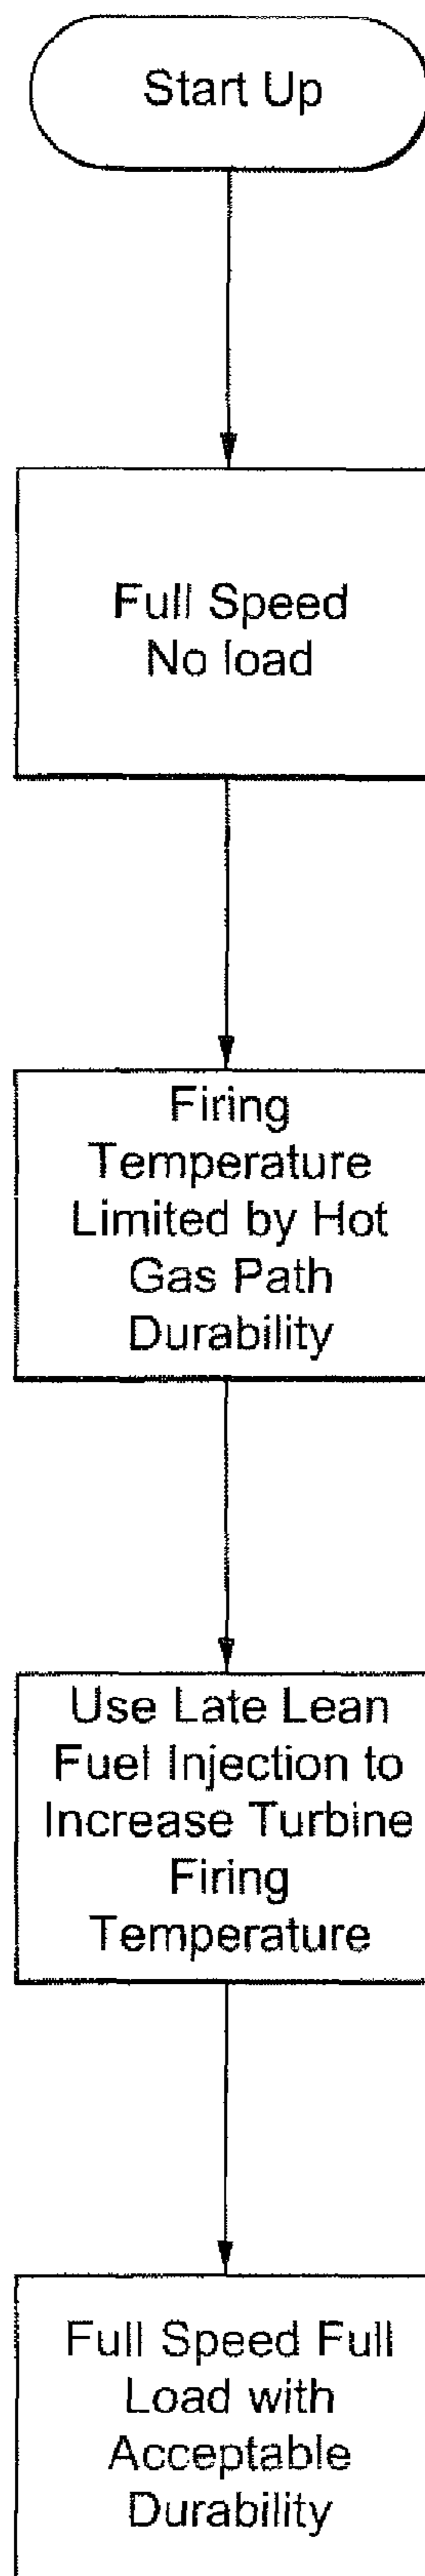 Start Up
Full Speed
No load
Firing
Temperature
Limited by Hot
Gas Path
Durability
Use Late Lean
Fuel Injection to
Increase Turbine
Firing
Temperature
Full Speed Full
Load with
Acceptable
Durability